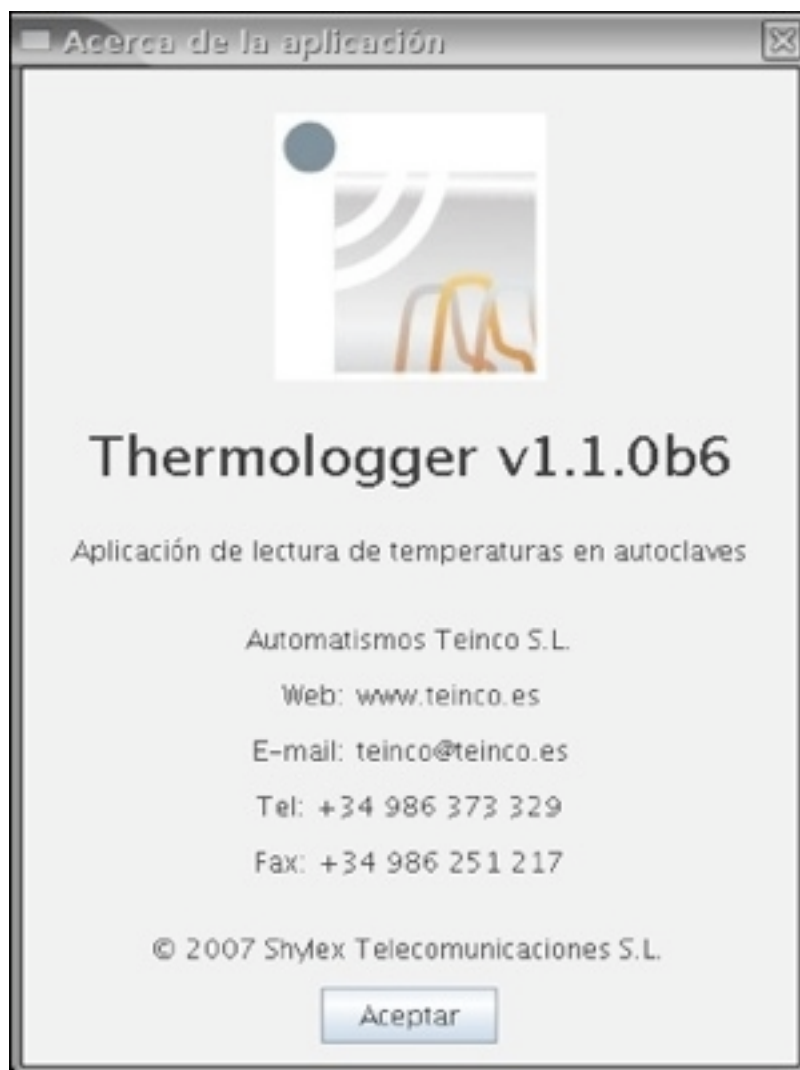 Acerca de la aplicación
Thermologger v1.1.0b6
Aplicación de lectura de temperaturas en autoclaves
Automatismos Teinco S.L.
Web: www.teinco.es
E-mail: teinco@teinco.es
Tel: +34 986 373 329
Fax: +34 986 251 217
© 2007 Shylex Telecomunicaciones S.L.
Aceptar